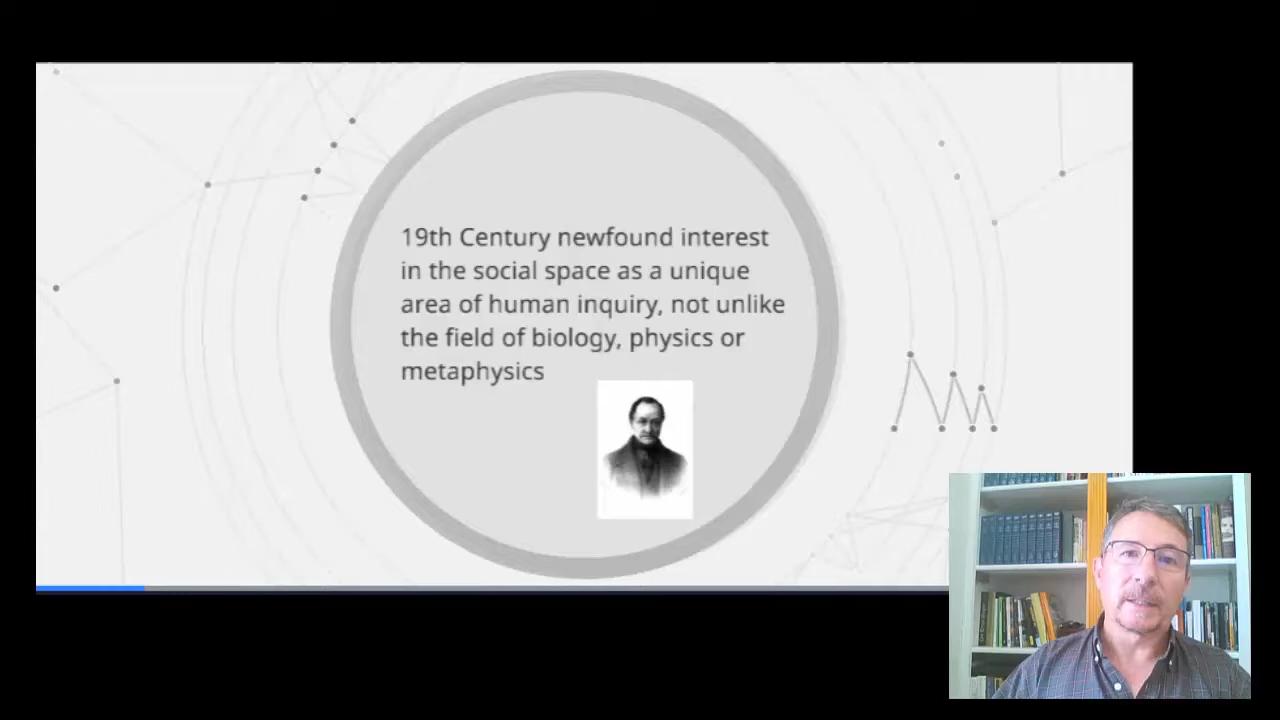 19th Century newfound interest
in the social space as a unique
area of human inquiry, not unlike
the field of biology, physics or
metaphysics